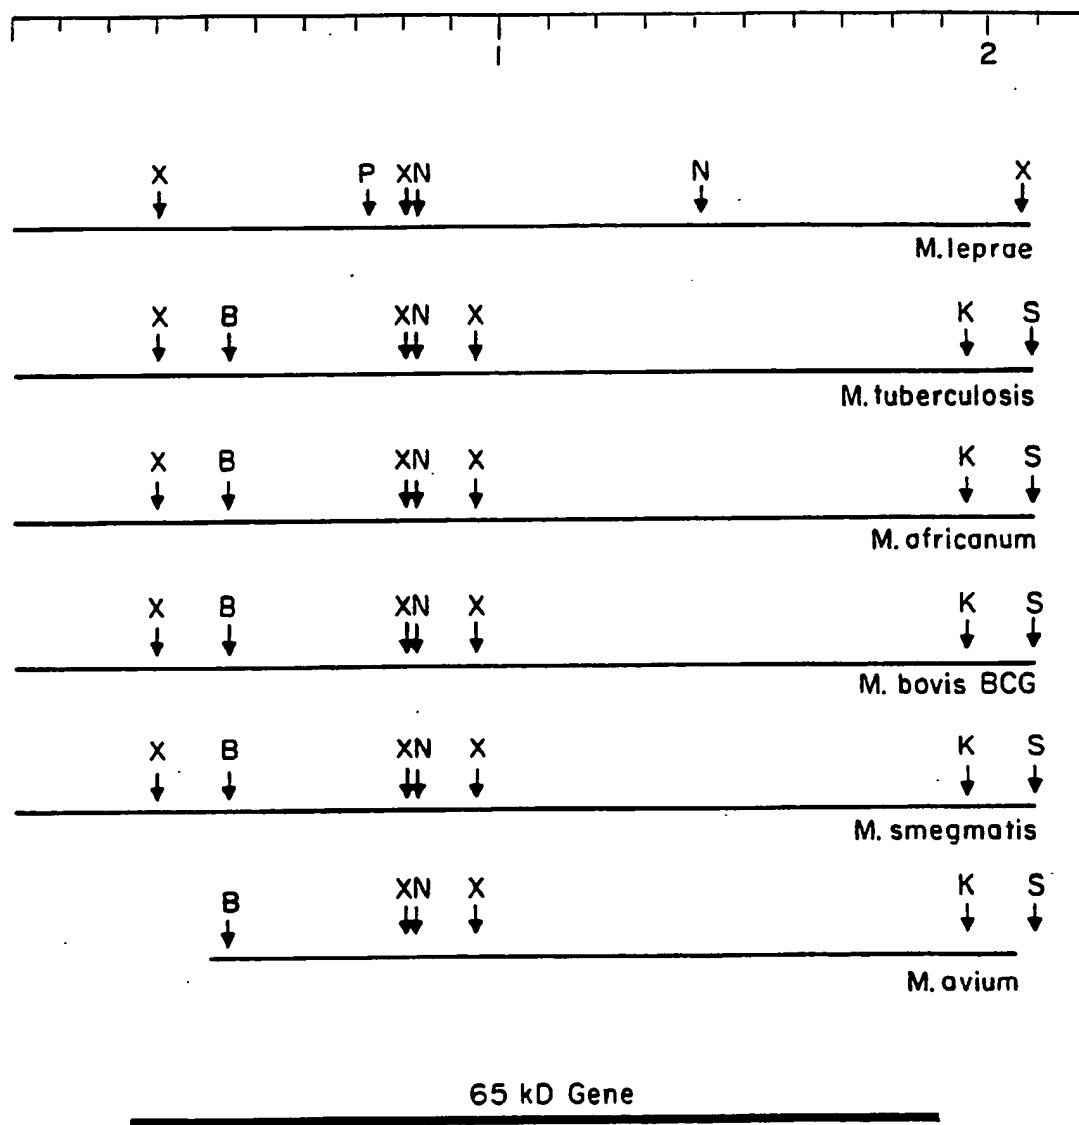 1 2
X P XN N X
M. leprae
X B XN X K S
M. tuberculosis
X B XN X K S
M. africanum
X B XN X K S
M. bovis BCG
X B XN X K S
M. smegmatis
B XN X K S
M. avium
65 kD Gene